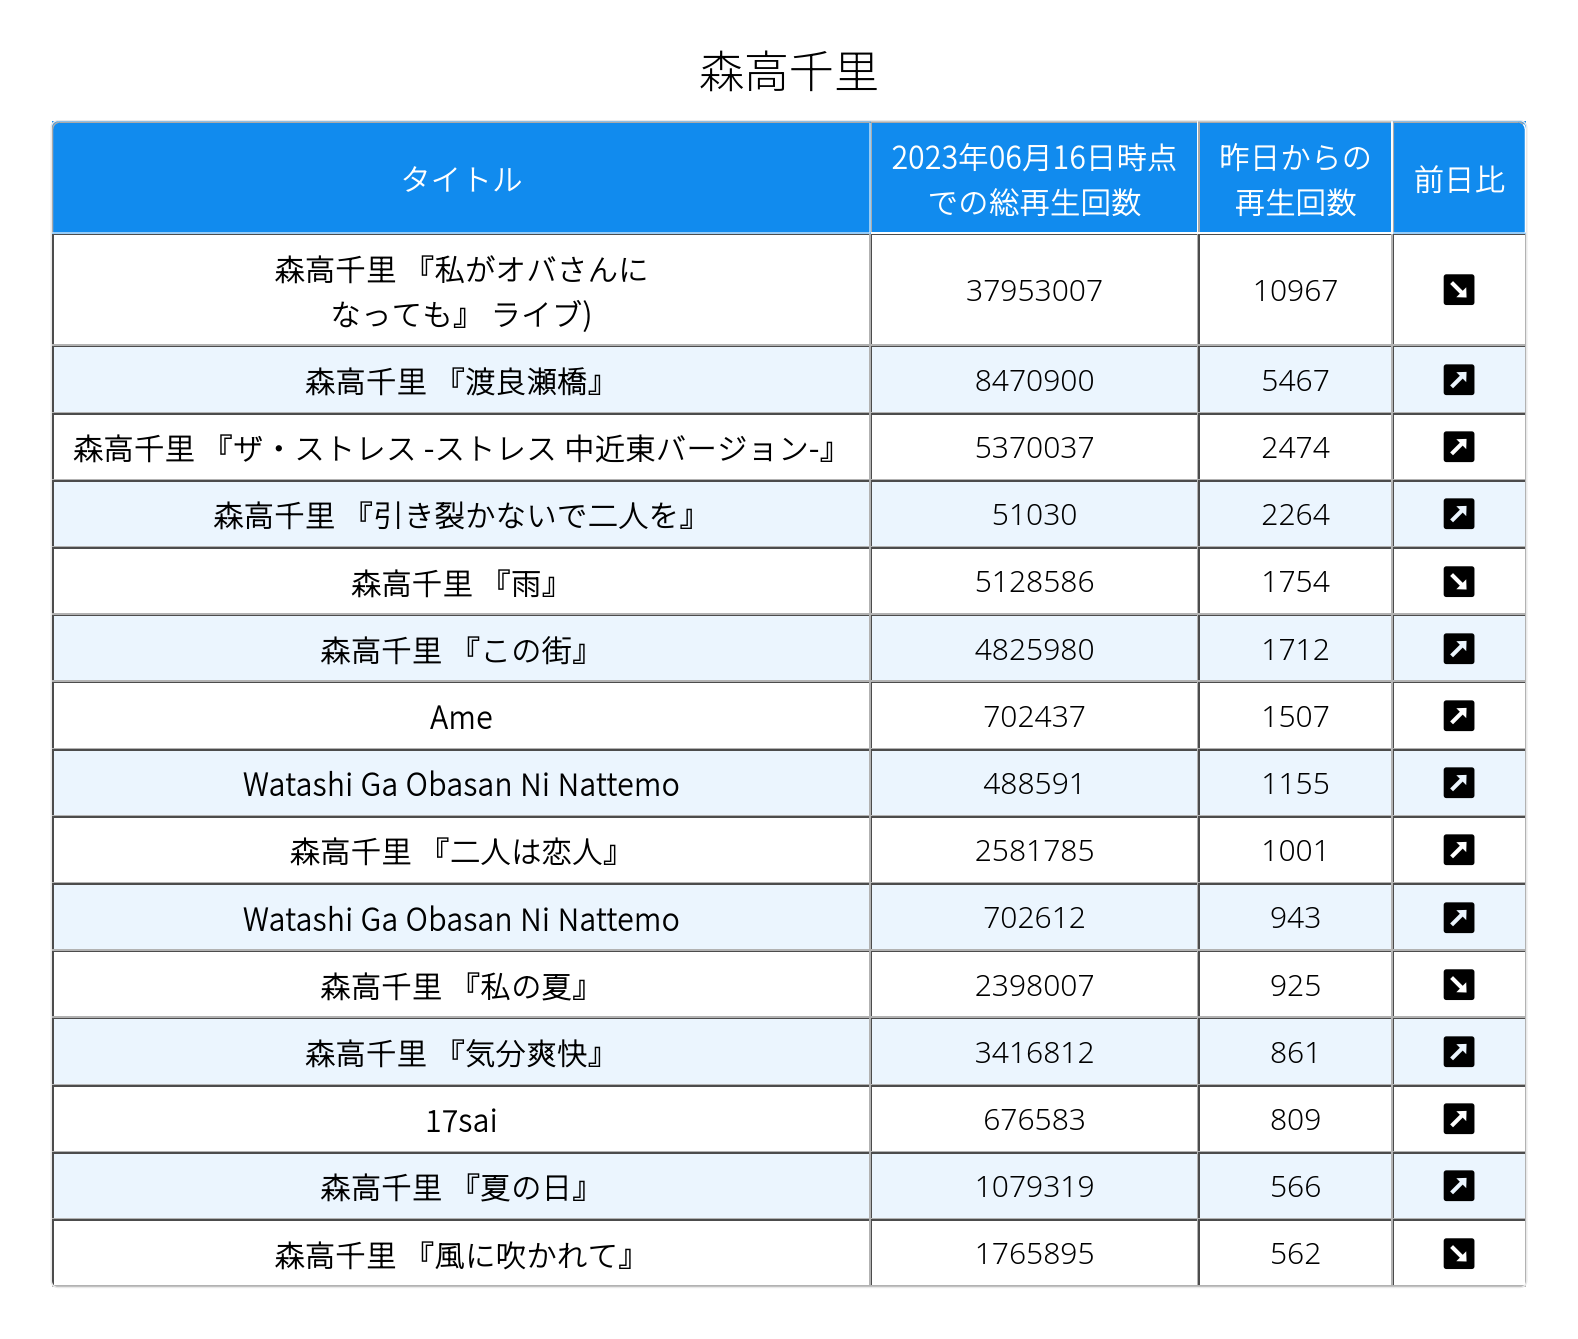 森高千里
タイトル
2023年06月16日時点
での総再生回数
昨日からの
再生回数
前日比
森高千里 『私がオバさんに
なっても』 ライブ)
37953007
10967
森高千里 『渡良瀬橋』
8470900
5467
森高千里 『ザ・ストレス -ストレス 中近東バージョン-』
5370037
2474
森高千里 『引き裂かないで二人を』
51030
2264
森高千里 『雨』
5128586
1754
森高千里 『この街』
4825980
1712
Ame
702437
1507
Watashi Ga Obasan Ni Nattemo
488591
1155
森高千里 『二人は恋人』
2581785
1001
Watashi Ga Obasan Ni Nattemo
702612
943
森高千里 『私の夏』
2398007
925
森高千里 『気分爽快』
3416812
861
17sai
676583
809
森高千里 『夏の日』
1079319
566
森高千里 『風に吹かれて』
1765895
562